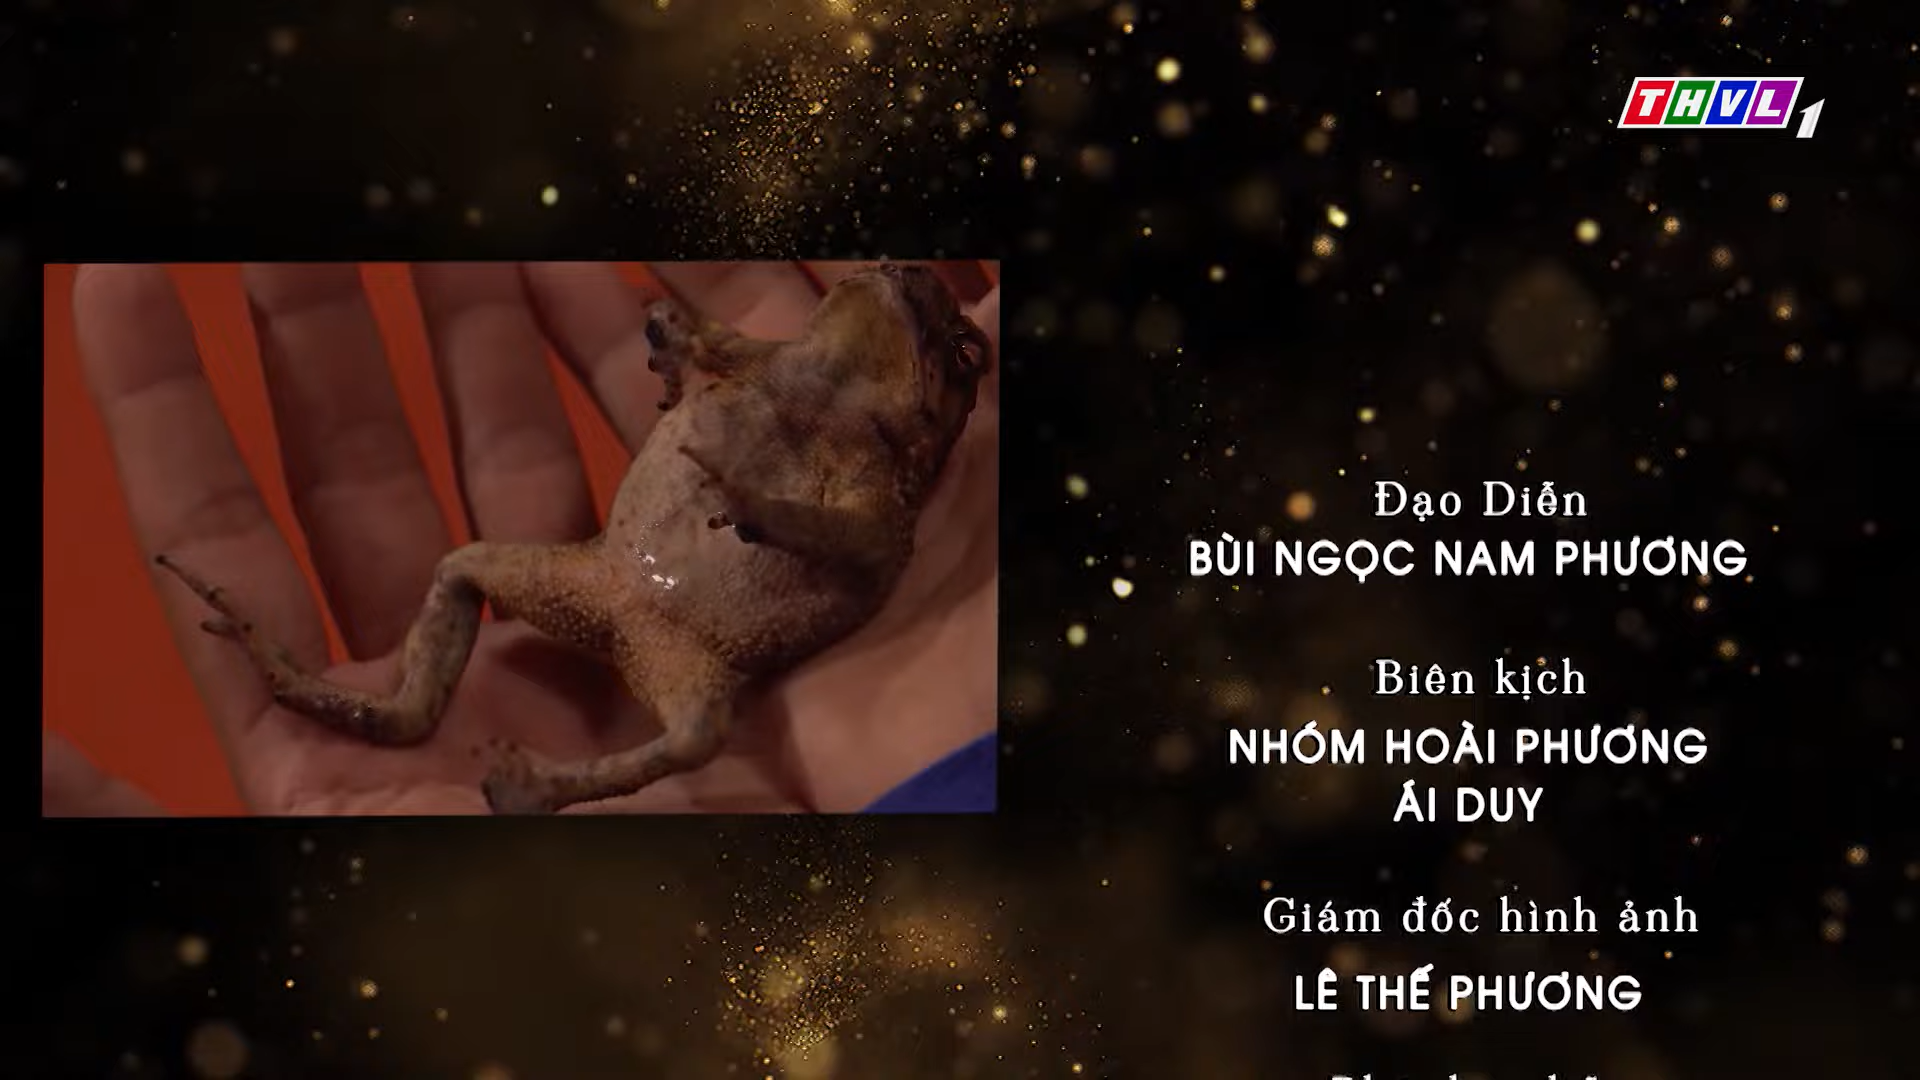 THVL1
Đạo Diễn
BÙI NGỌC NAM PHƯƠNG
Biên kịch
NHÓM HOÀI PHƯƠNG
ÁI DUY
Giám đốc hình ảnh
LÊ THẾ PHƯƠNG